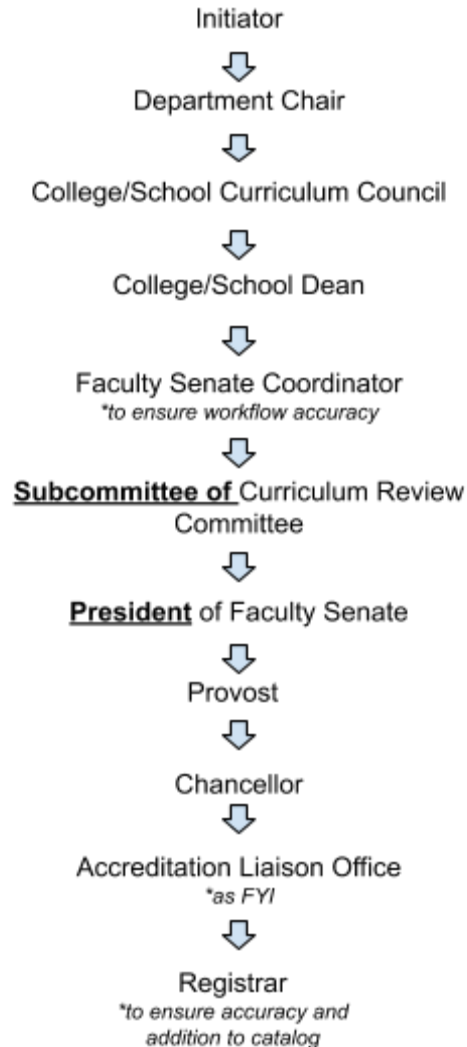 Initiator
Department Chair
College/School Curriculum Council
College/School Dean
Faculty Senate Coordinator
*to ensure workflow accuracy
Subcommittee of Curriculum Review
Committee
President of Faculty Senate
Provost
Chancellor
Accreditation Liaison Office
*as FYI
Registrar
*to ensure accuracy and
addition to catalog